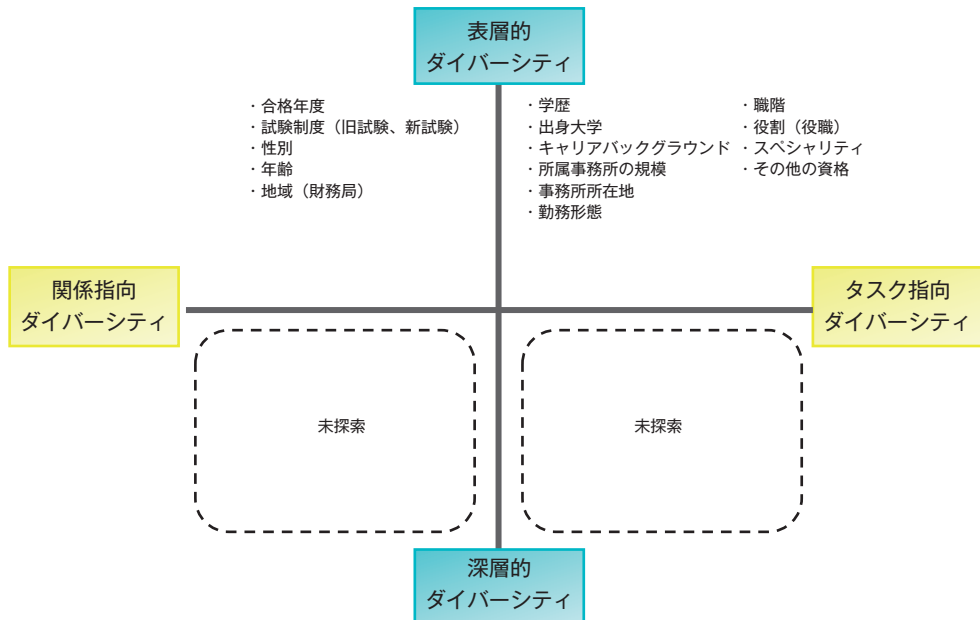 表層的
ダイバーシティ
・合格年度
・試験制度（旧試験、新試験）
・性別
・年齢
・地域（財務局）
・学歴
・出身大学
・キャリアバックグラウンド
・所属事務所の規模
・事務所所在地
・勤務形態
・職階
・役割（役職）
・スペシャリティ
・その他の資格
関係指向
ダイバーシティ
タスク指向
ダイバーシティ
未探索
未探索
深層的
ダイバーシティ